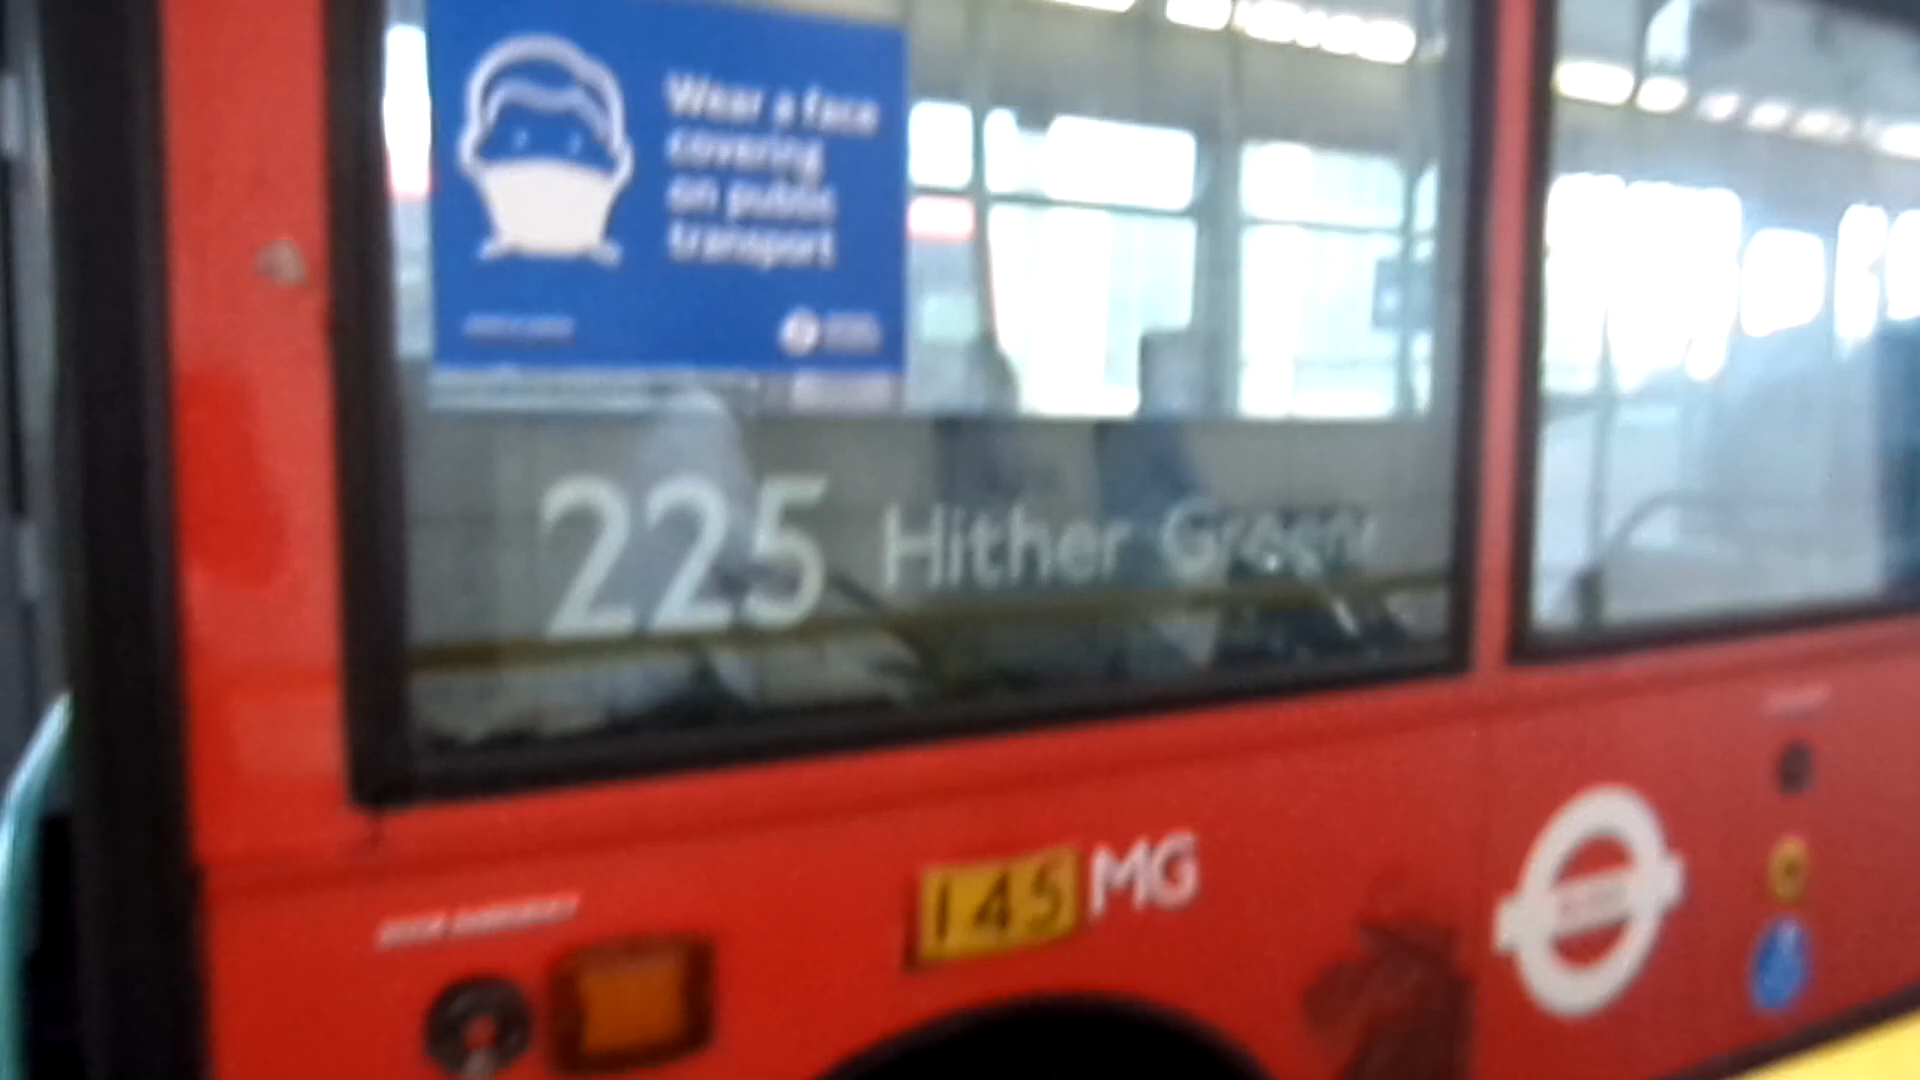 Wear a face
covering
on public
transport
225 Hither Green
145 MG